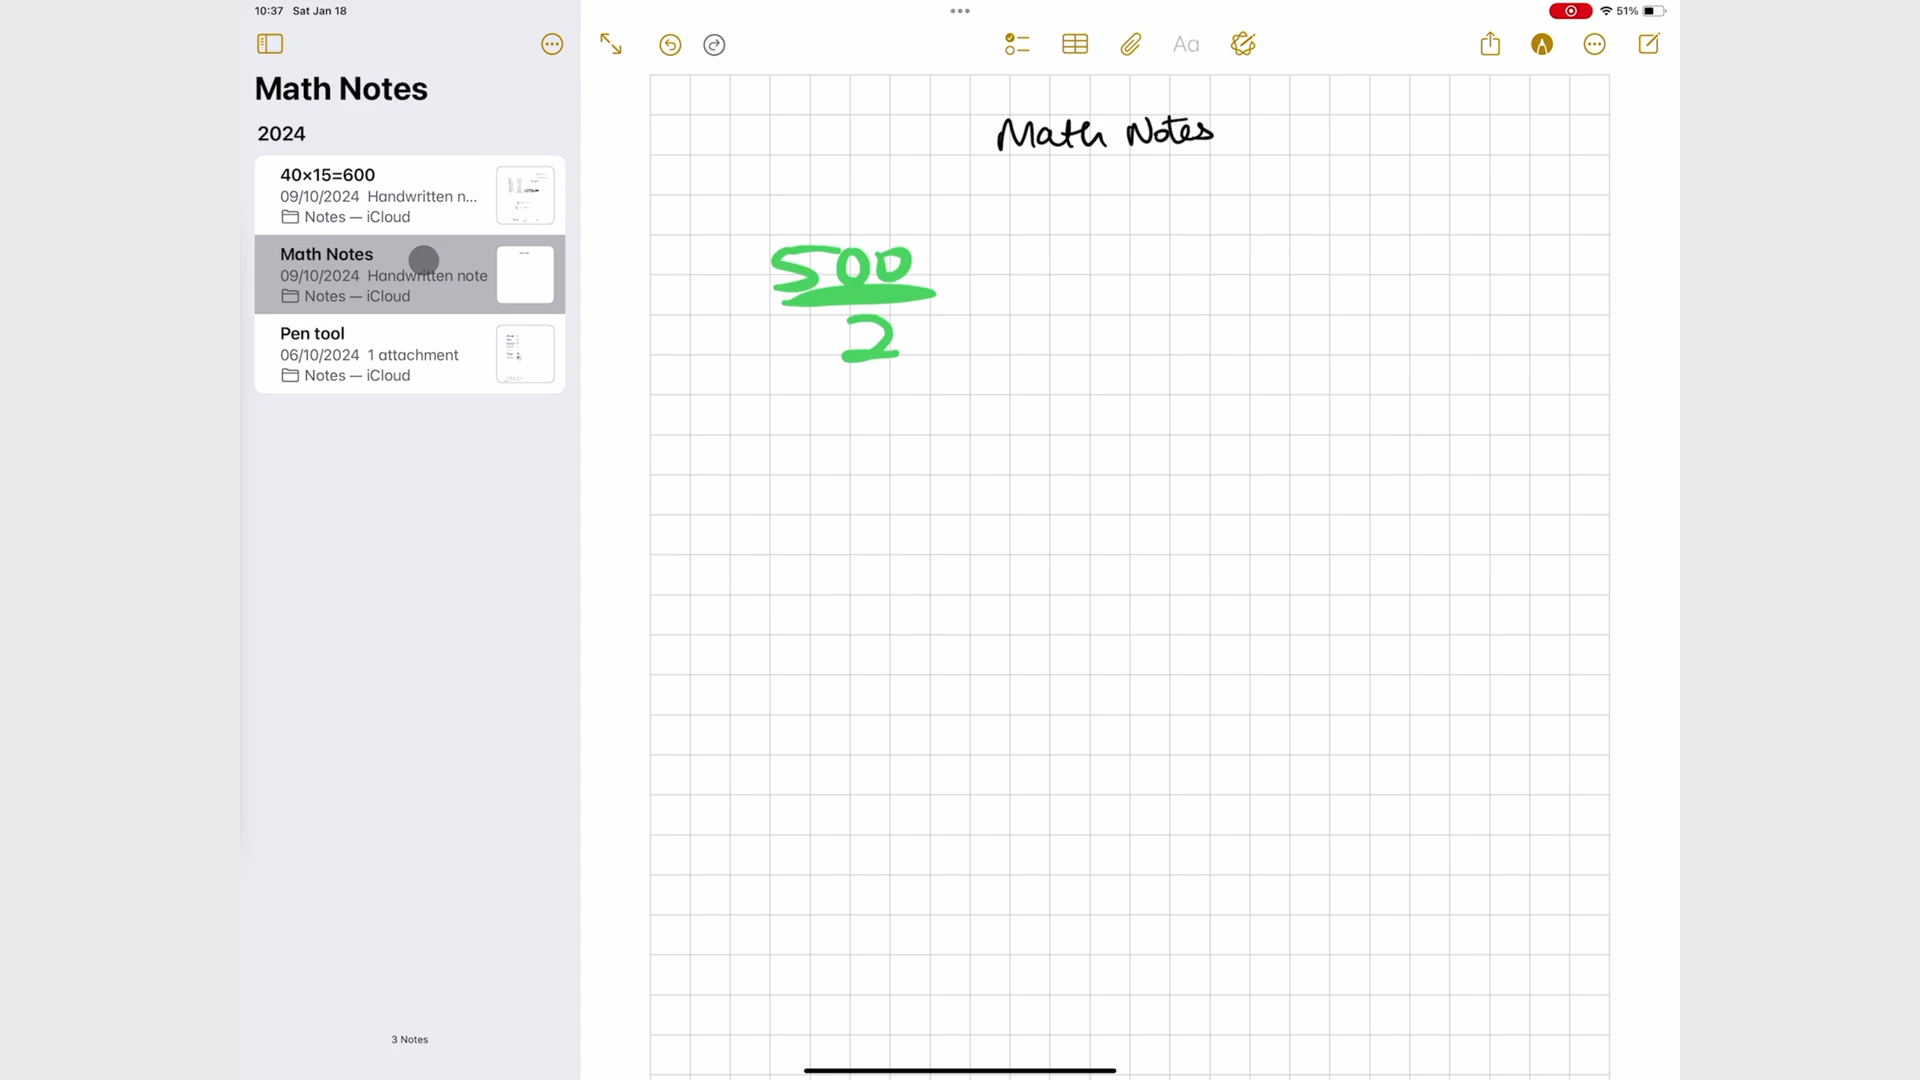 10:37 Sat Jan 18
51%
Aa
Math Notes
2024
40×15=600
09/10/2024 Handwritten n...
Notes — iCloud
Math Notes
09/10/2024 Handwritten note
Notes — iCloud
Pen tool
06/10/2024 1 attachment
Notes — iCloud
3 Notes
Math Notes
500
2